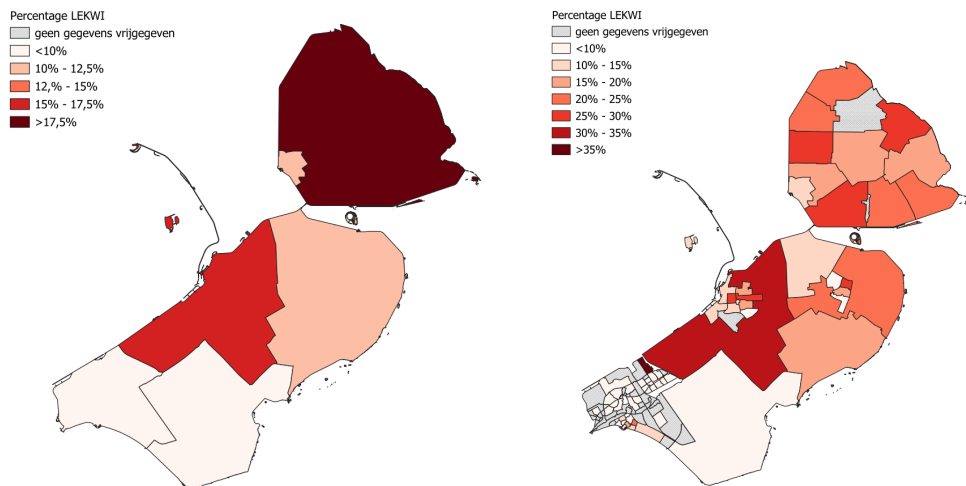 Percentage LEKWI
geen gegevens vrijgegeven
<10%
10% - 12,5%
12,% - 15%
15% - 17,5%
>17,5%
Percentage LEKWI
geen gegevens vrijgegeven
<10%
10% - 15%
15% - 20%
20% - 25%
25% - 30%
30% - 35%
>35%